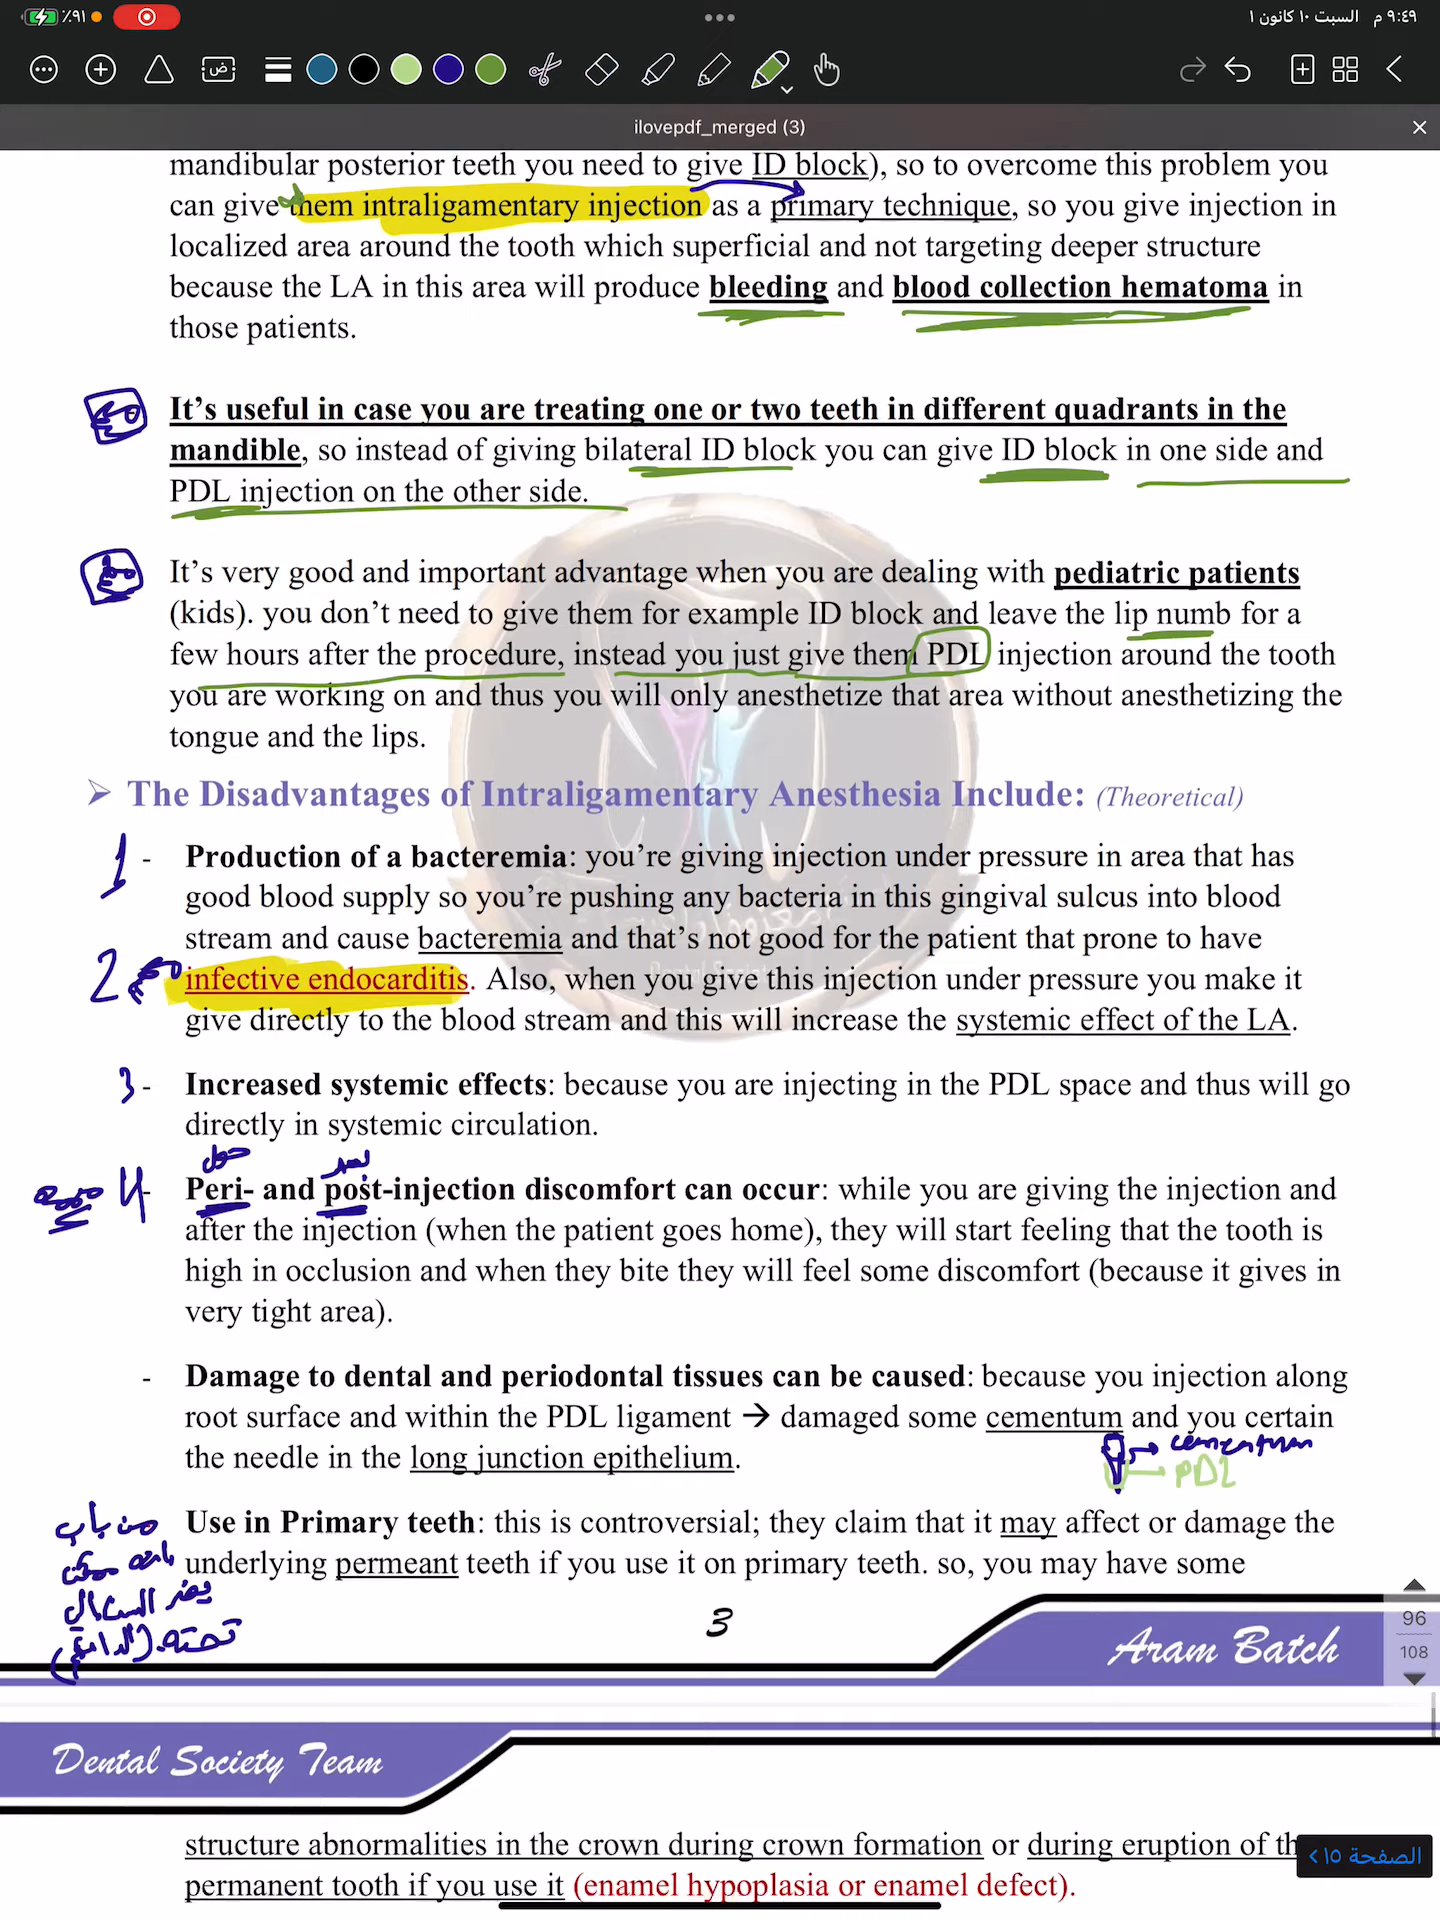 ٪٩١
٩:٤٩ م السبت ١٠ كانون ١
ilovepdf_merged (3)
mandibular posterior teeth you need to give ID block), so to overcome this problem you
can give them intraligamentary injection as a primary technique, so you give injection in
localized area around the tooth which superficial and not targeting deeper structure
because the LA in this area will produce bleeding and blood collection hematoma in
those patients.
It’s useful in case you are treating one or two teeth in different quadrants in the
mandible, so instead of giving bilateral ID block you can give ID block in one side and
PDL injection on the other side.
It’s very good and important advantage when you are dealing with pediatric patients
(kids). you don’t need to give them for example ID block and leave the lip numb for a
few hours after the procedure, instead you just give them PDL injection around the tooth
you are working on and thus you will only anesthetize that area without anesthetizing the
tongue and the lips.
➢ The Disadvantages of Intraligamentary Anesthesia Include: (Theoretical)
1 - Production of a bacteremia: you’re giving injection under pressure in area that has
good blood supply so you’re pushing any bacteria in this gingival sulcus into blood
stream and cause bacteremia and that’s not good for the patient that prone to have
2 infective endocarditis. Also, when you give this injection under pressure you make it
give directly to the blood stream and this will increase the systemic effect of the LA.
3 - Increased systemic effects: because you are injecting in the PDL space and thus will go
directly in systemic circulation.
حول بعد
4 - Peri- and post-injection discomfort can occur: while you are giving the injection and
after the injection (when the patient goes home), they will start feeling that the tooth is
high in occlusion and when they bite they will feel some discomfort (because it gives in
very tight area).
- Damage to dental and periodontal tissues can be caused: because you injection along
root surface and within the PDL ligament → damaged some cementum and you certain
the needle in the long junction epithelium.
cementum
PDL
من باب
Use in Primary teeth: this is controversial; they claim that it may affect or damage the
underlying permeant teeth if you use it on primary teeth. so, you may have some
3
Aram Batch
96
108
Dental Society Team
structure abnormalities in the crown during crown formation or during eruption of th
permanent tooth if you use it (enamel hypoplasia or enamel defect).
الصفحة ١٥